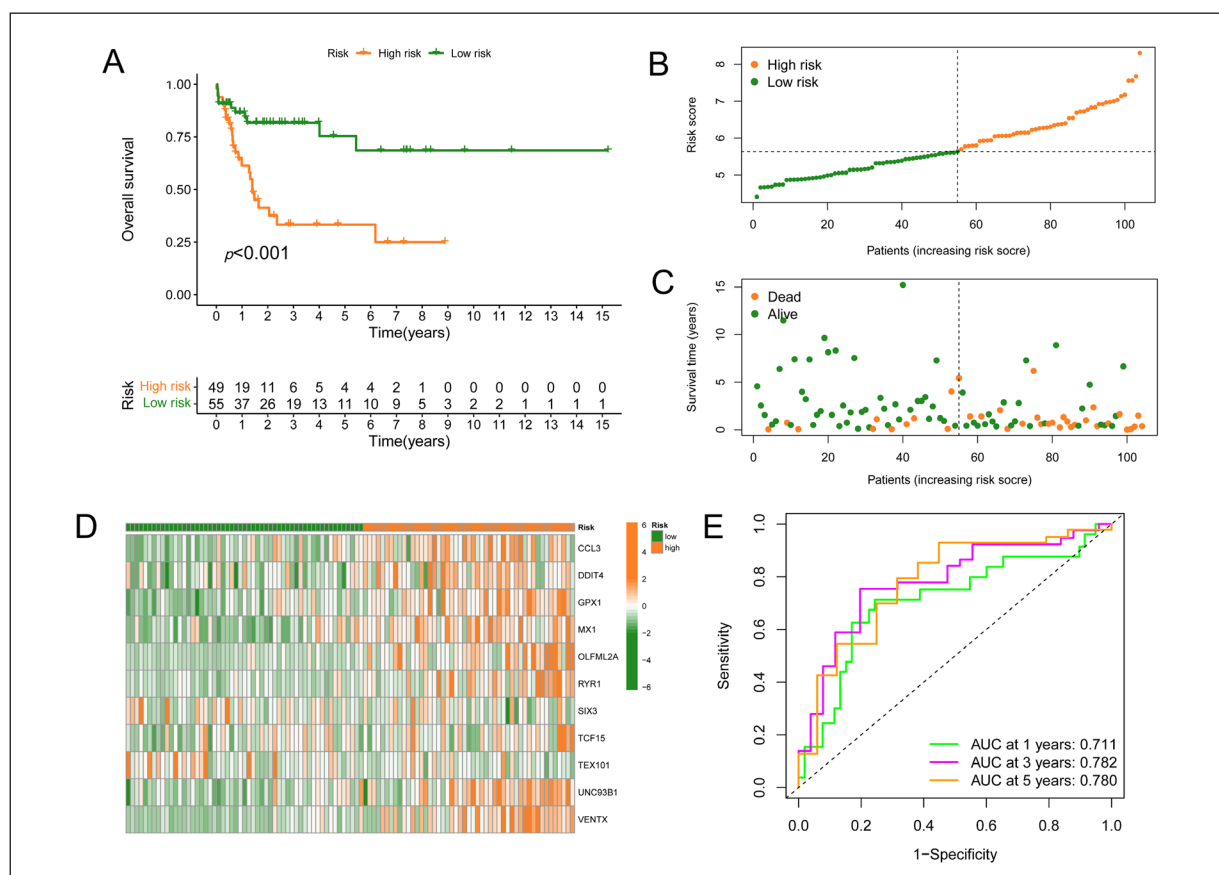 A
Risk High risk Low risk
1.00
0.75
0.50
0.25
0.00
Overall survival
p<0.001
0 1 2 3 4 5 6 7 8 9 10 11 12 13 14 15
Time(years)
Risk
High risk 49 19 11 6 5 4 4 2 1 0 0 0 0 0 0 0
Low risk 55 37 26 19 13 11 10 9 5 3 2 2 1 1 1 1
0 1 2 3 4 5 6 7 8 9 10 11 12 13 14 15
Time(years)
B
High risk
Low risk
8
7
6
5
Risk score
0 20 40 60 80 100
Patients (increasing risk socre)
C
Dead
Alive
15
10
5
0
Survival time (years)
0 20 40 60 80 100
Patients (increasing risk socre)
D
Risk
CCL3
DDIT4
GPX1
MX1
OLFML2A
RYR1
SIX3
TCF15
TEX101
UNC93B1
VENTX
6
4
2
0
−2
−4
−6
Risk
low
high
E
1.0
0.8
0.6
0.4
0.2
0.0
Sensitivity
AUC at 1 years: 0.711
AUC at 3 years: 0.782
AUC at 5 years: 0.780
0.0 0.2 0.4 0.6 0.8 1.0
1−Specificity